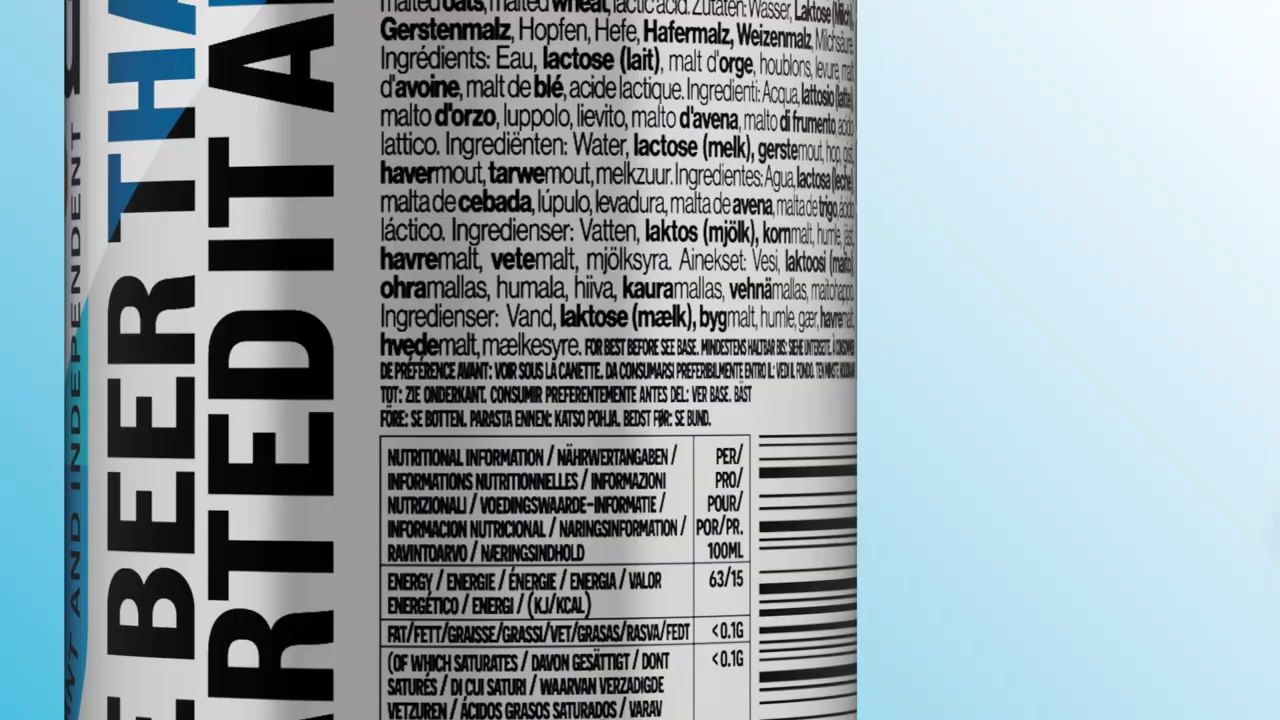 malted oats, malted wheat, lactic acid. Zutaten: Wasser, Laktose (Milch),
Gerstenmalz, Hopfen, Hefe, Hafermalz, Weizenmalz, Milchsäure
Ingrédients: Eau, lactose (lait), malt d'orge, houblons, levure, malt
d'avoine, malt de blé, acide lactique. Ingredienti: Acqua, lattosio (latte),
malto d'orzo, luppolo, lievito, malto d'avena, malto di frumento, acido
lattico. Ingrediënten: Water, lactose (melk), gerstemout, hop, gist,
havermout, tarwemout, melkzuur. Ingredientes: Agua, lactosa (leche),
malta de cebada, lúpulo, levadura, malta de avena, malta de trigo, ácido
láctico. Ingredienser: Vatten, laktos (mjölk), kornmalt, humle, jäst,
havremalt, vetemalt, mjölksyra. Ainekset: Vesi, laktoosi (maito),
ohramallas, humala, hiiva, kauramallas, vehnämallas, maitohappo.
Ingredienser: Vand, laktose (mælk), bygmalt, humle, gær, havremalt,
hvedemalt, mælkesyre. FOR BEST BEFORE SEE BASE. MINDESTENS HALTBAR BIS: SIEHE UNTERSEITE. À CONSOMMER
DE PRÉFÉRENCE AVANT: VOIR SOUS LA CANETTE. DA CONSUMARSI PREFERIBILMENTE ENTRO IL: VEDI IL FONDO. TEN MINSTE HOUDBAAR
TOT: ZIE ONDERKANT. CONSUMIR PREFERENTEMENTE ANTES DEL: VER BASE. BÄST
FÖRE: SE BOTTEN. PARASTA ENNEN: KATSO POHJA. BEDST FØR: SE BUND.
NUTRITIONAL INFORMATION / NÄHRWERTANGABEN / PER/
INFORMATIONS NUTRITIONNELLES / INFORMAZIONI PRO/
NUTRIZIONALI / VOEDINGSWAARDE-INFORMATIE / POUR/
INFORMACION NUTRICIONAL / NARINGSINFORMATION / POR/PR.
RAVINTOARVO / NÆRINGSINDHOLD 100ML
ENERGY / ENERGIE / ÉNERGIE / ENERGIA / VALOR 63/15
ENERGÉTICO / ENERGI / (KJ/KCAL)
FAT/FETT/GRAISSE/GRASSI/VET/GRASAS/RASVA/FEDT <0.1G
(OF WHICH SATURATES / DAVON GESÄTTIGT / DONT <0.1G
SATURÉS / DI CUI SATURI / WAARVAN VERZADIGDE
VETZUREN / ÁCIDOS GRASOS SATURADOS / VARAV
AND INDEPENDENT
BEER THA
RTED IT A